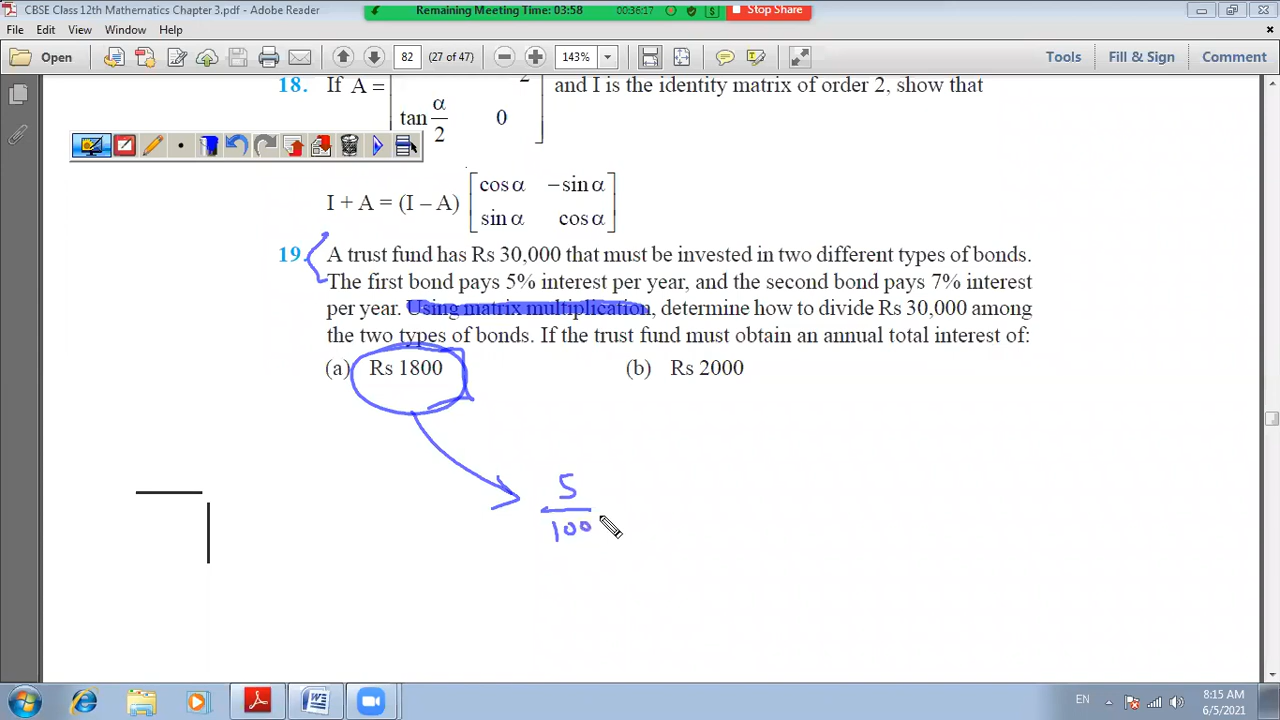 CBSE Class 12th Mathematics Chapter 3.pdf - Adobe Reader
Remaining Meeting Time: 03:58
00:36:17
Stop Share
File Edit View Window Help
Open
82
(27 of 47)
143%
Tools
Fill & Sign
Comment
18. If A = [ tan α/2 0 ] and I is the identity matrix of order 2, show that
I + A = (I – A) [ cos α −sin α
sin α cos α ]
19. A trust fund has Rs 30,000 that must be invested in two different types of bonds.
The first bond pays 5% interest per year, and the second bond pays 7% interest
per year. Using matrix multiplication, determine how to divide Rs 30,000 among
the two types of bonds. If the trust fund must obtain an annual total interest of:
(a) Rs 1800 (b) Rs 2000
5
100
EN
8:15 AM
6/5/2021